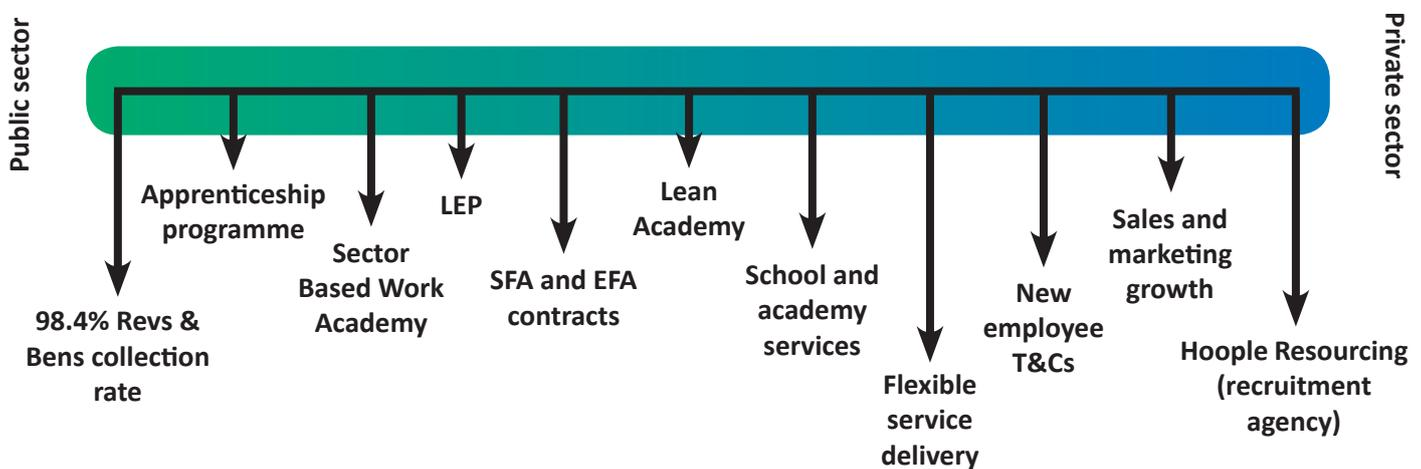 Public sector
Private sector
98.4% Revs &
Bens collection
rate
Apprenticeship
programme
Sector
Based Work
Academy
LEP
SFA and EFA
contracts
Lean
Academy
School and
academy
services
Flexible
service
delivery
New
employee
T&Cs
Sales and
marketing
growth
Hoople Resourcing
(recruitment
agency)